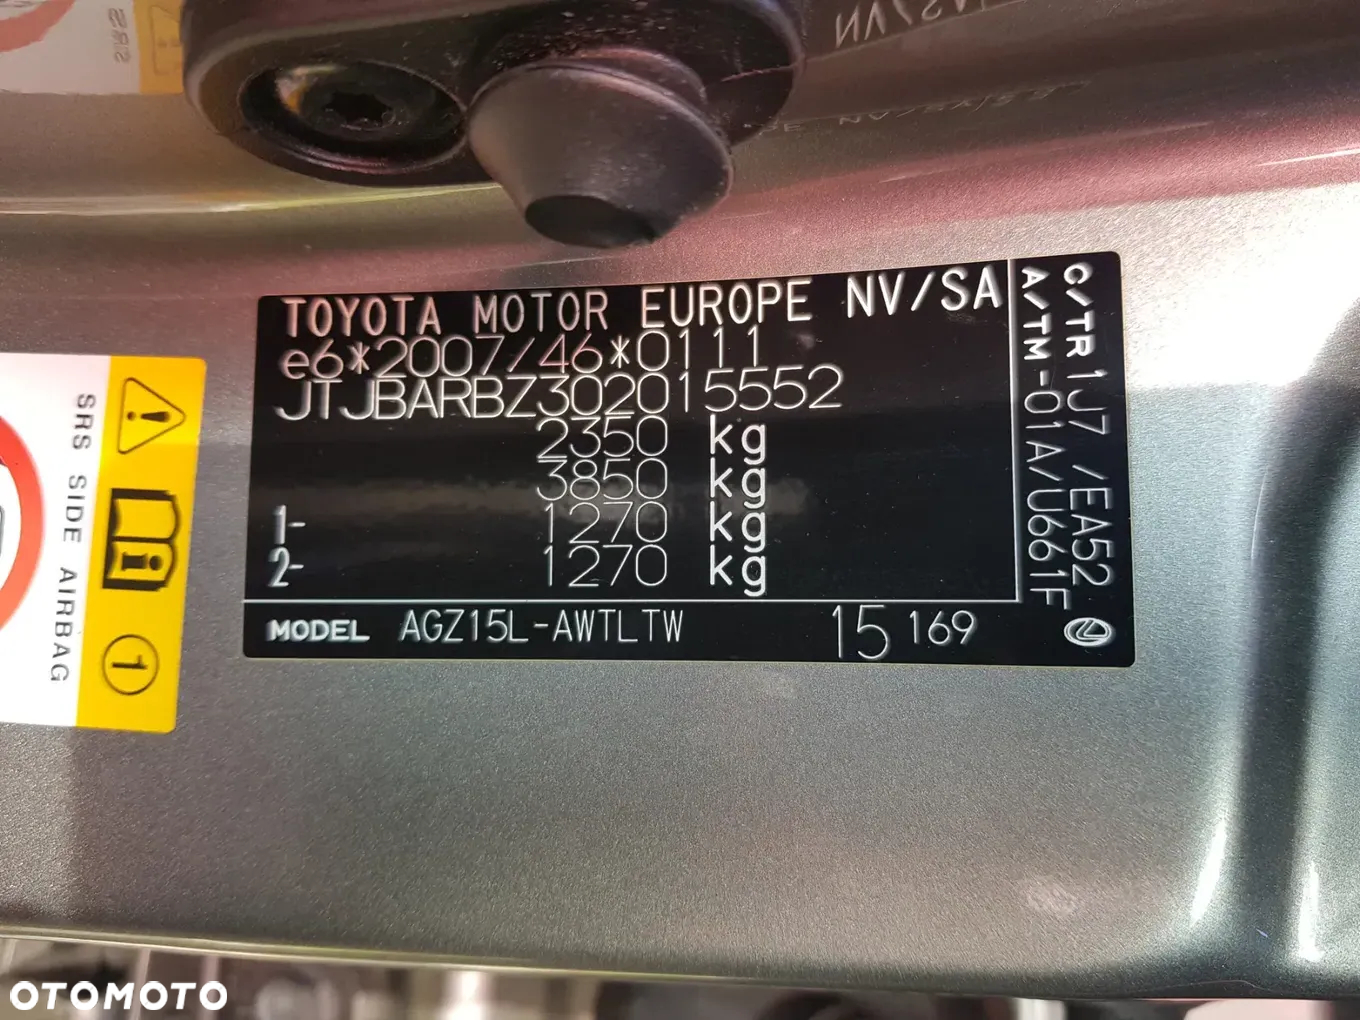 TOYOTA MOTOR EUROPE NV/SA
e6*2007/46*0111
JTJBARBZ302015552
2350 kg
3850 kg
1- 1270 kg
2- 1270 kg
MODEL AGZ15L-AWTLTW 15 169
C/TR 1J7 /EA52
A/TM-01A/U661F
SRS SIDE AIRBAG
1
OTOMOTO